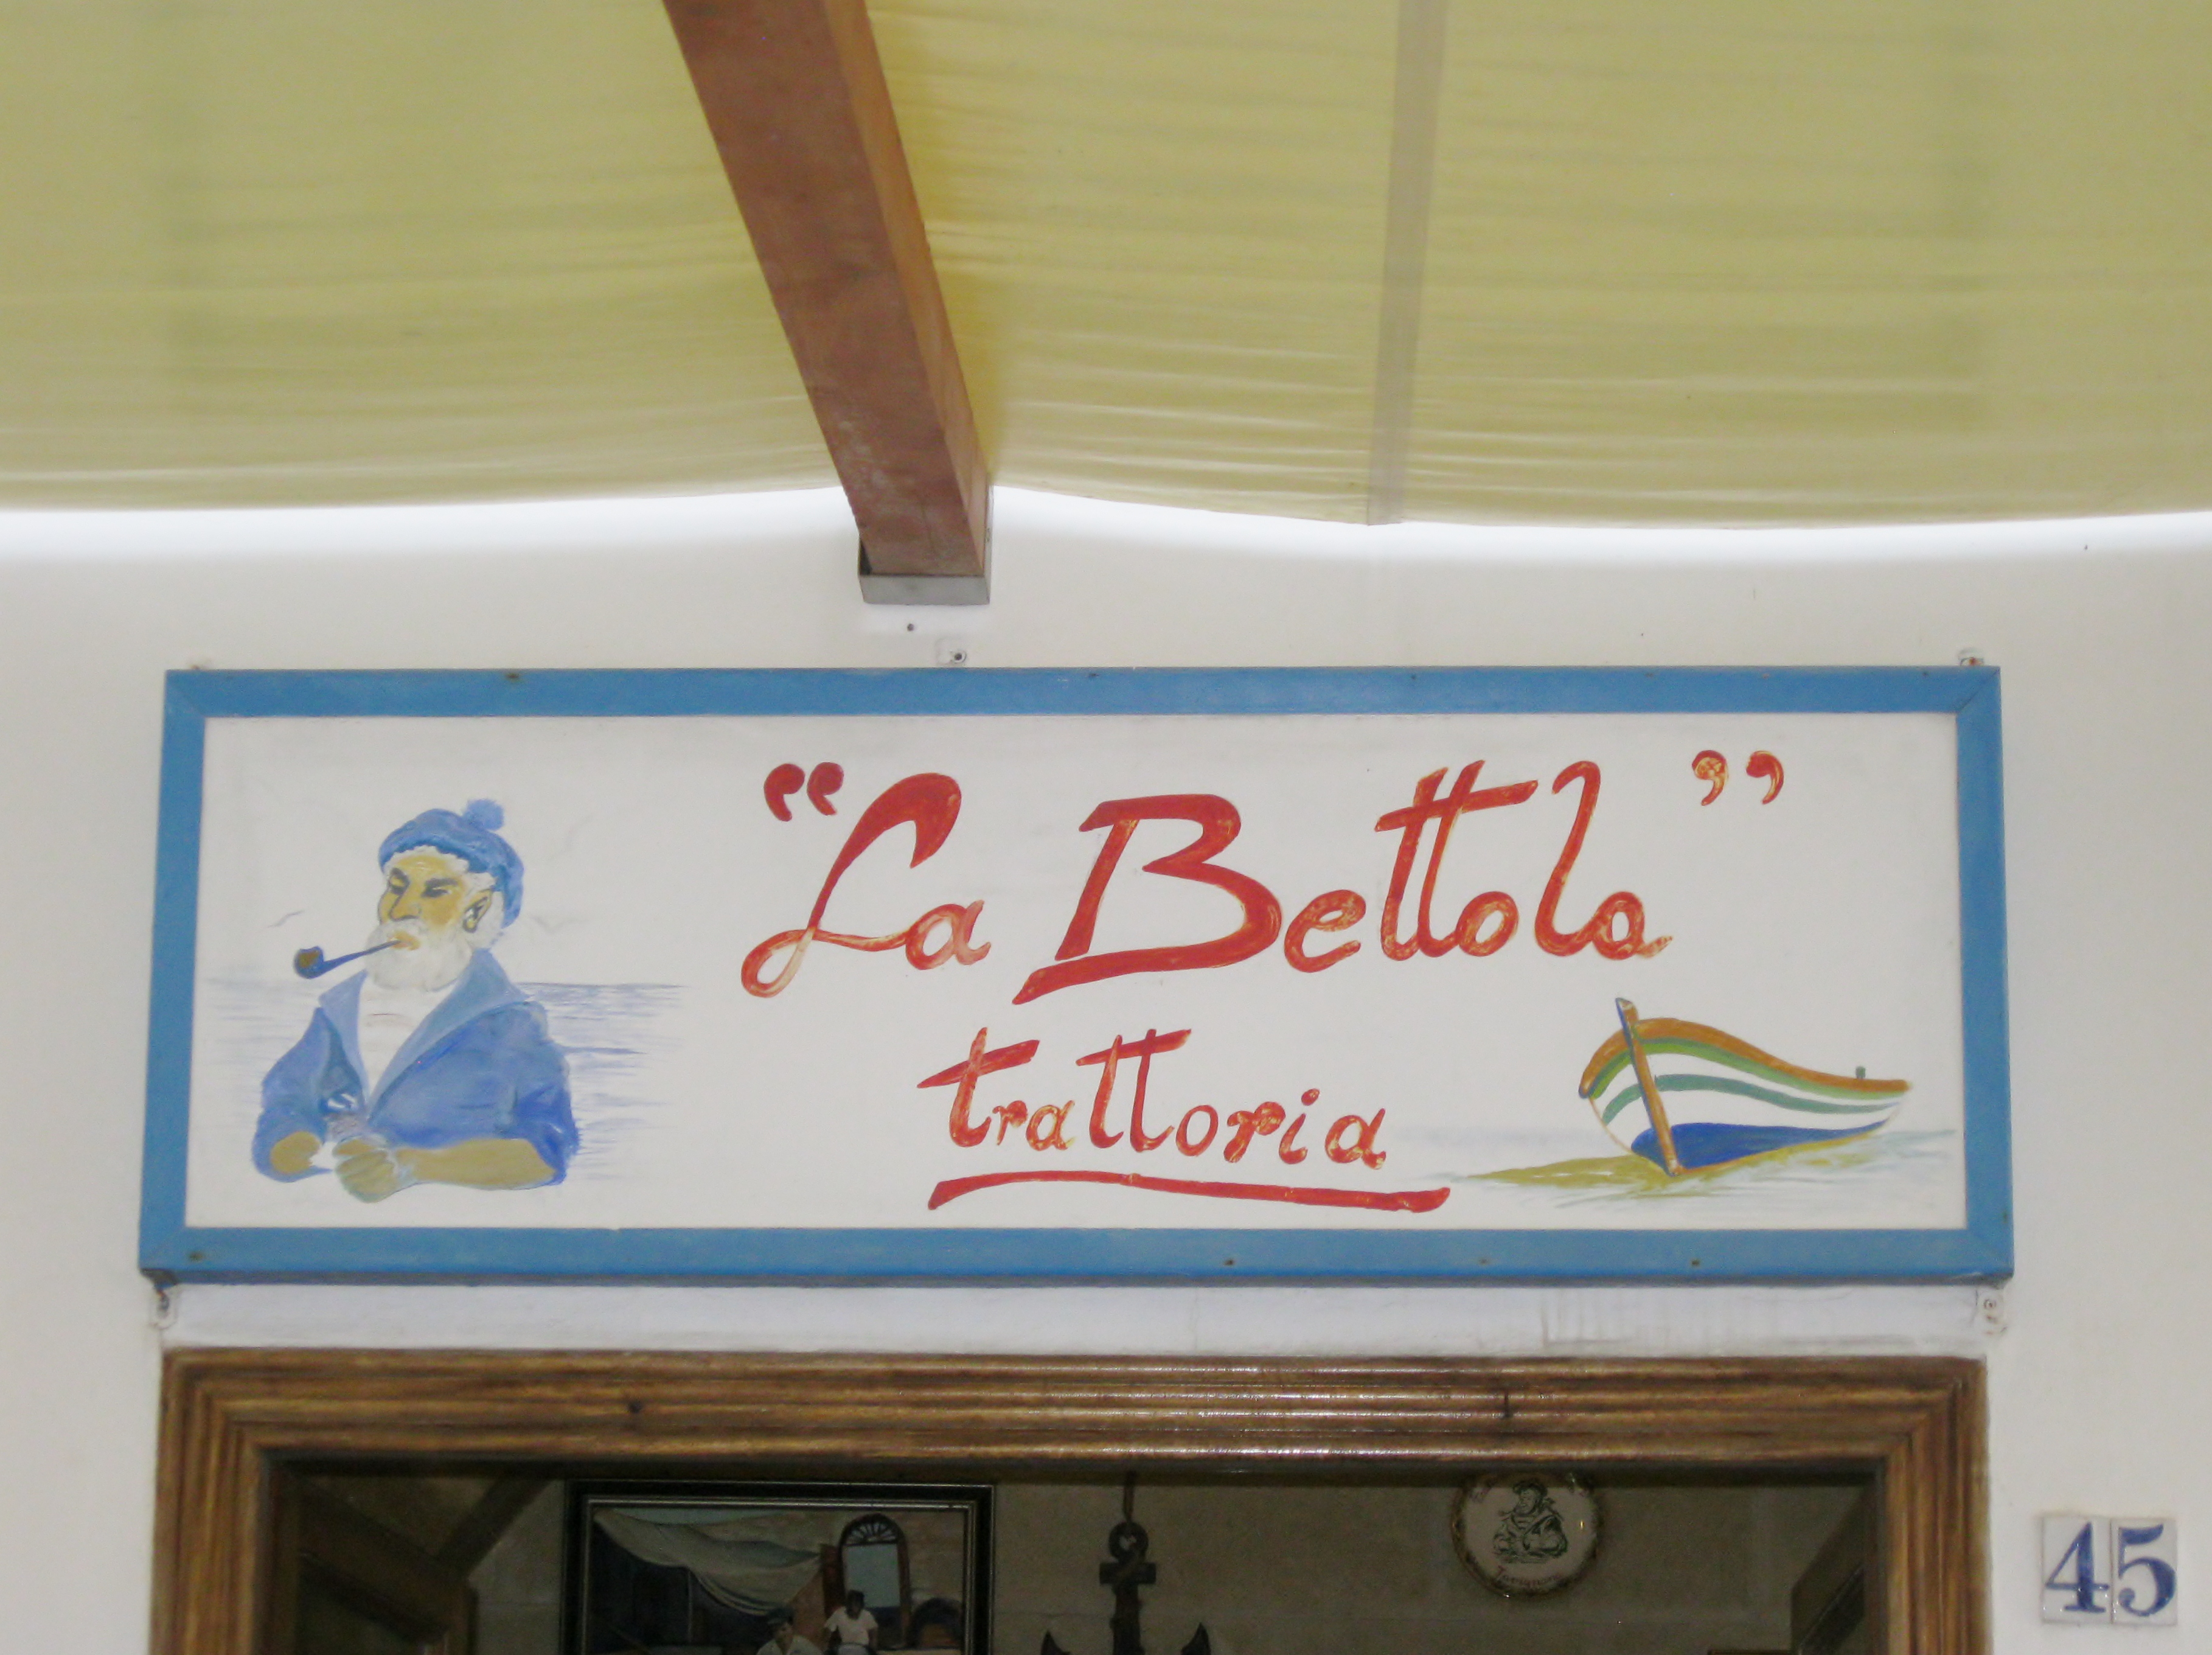 “La Bettola”
trattoria
45